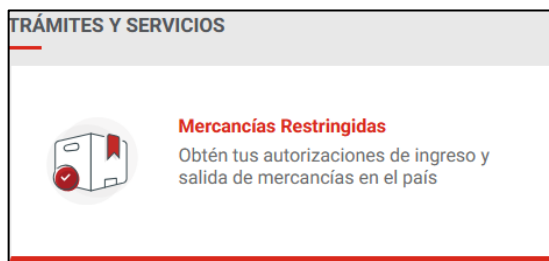 TRÁMITES Y SERVICIOS
Mercancías Restringidas
Obtén tus autorizaciones de ingreso y
salida de mercancías en el país